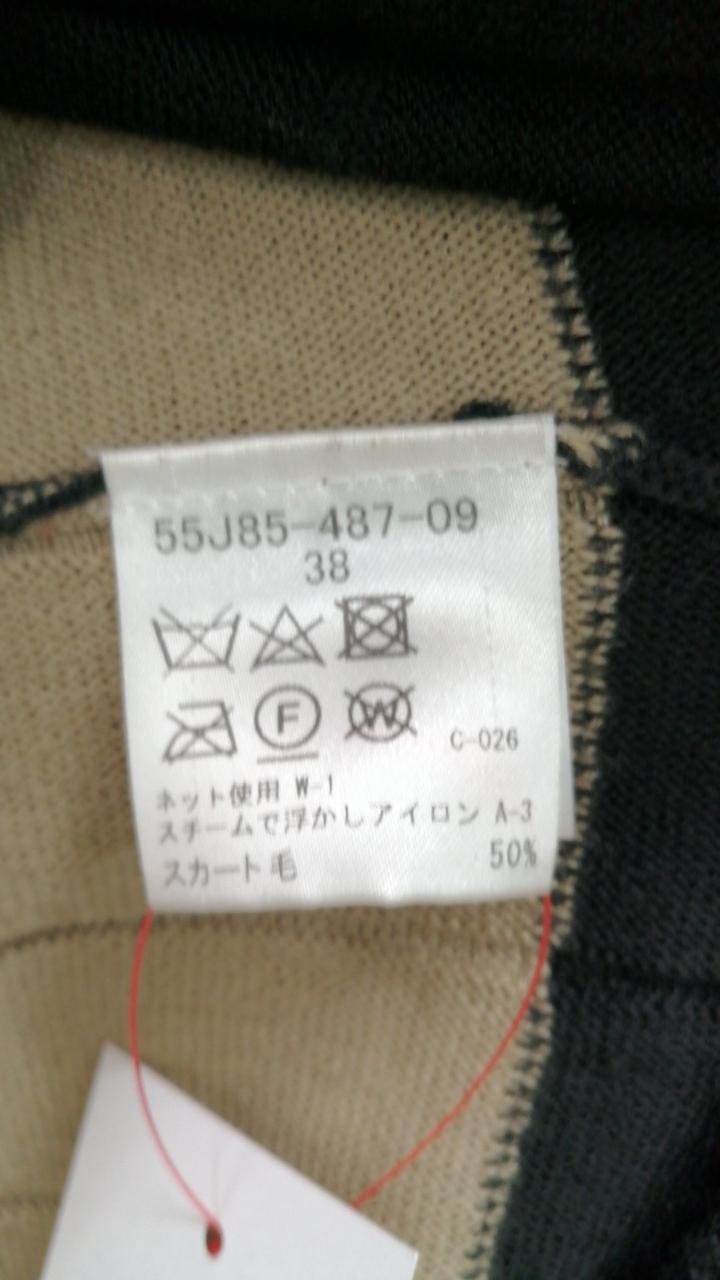 55J85-487-09
38
F
W
C-026
ネット使用 W-1
スチームで浮かしアイロン A-3
スカート 毛 50%